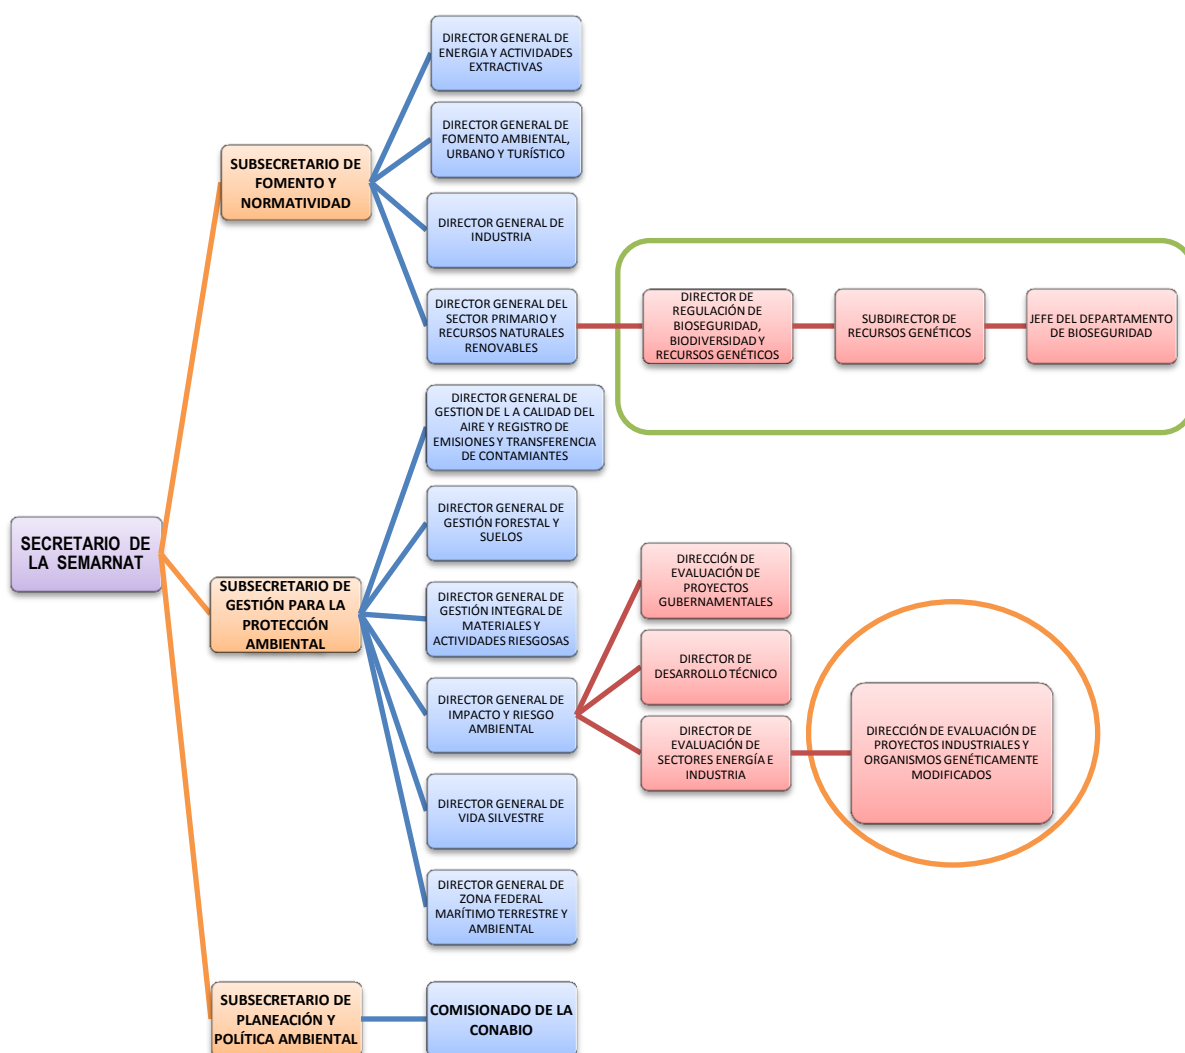 DIRECTOR GENERAL DE
ENERGIA Y ACTIVIDADES
EXTRACTIVAS
DIRECTOR GENERAL DE
FOMENTO AMBIENTAL,
URBANO Y TURÍSTICO
SUBSECRETARIO DE
FOMENTO Y
NORMATIVIDAD
DIRECTOR GENERAL DE
INDUSTRIA
DIRECTOR GENERAL DEL
SECTOR PRIMARIO Y
RECURSOS NATURALES
RENOVABLES
DIRECTOR DE
REGULACIÓN DE
BIOSEGURIDAD,
BIODIVERSIDAD Y
RECURSOS GENÉTICOS
SUBDIRECTOR DE
RECURSOS GENÉTICOS
JEFE DEL DEPARTAMENTO
DE BIOSEGURIDAD
DIRECTOR GENERAL DE
GESTION DE L A CALIDAD DEL
AIRE Y REGISTRO DE
EMISIONES Y TRANSFERENCIA
DE CONTAMIANTES
DIRECTOR GENERAL DE
GESTIÓN FORESTAL Y
SUELOS
SECRETARIO DE
LA SEMARNAT
SUBSECRETARIO DE
GESTIÓN PARA LA
PROTECCIÓN
AMBIENTAL
DIRECTOR GENERAL DE
GESTIÓN INTEGRAL DE
MATERIALES Y
ACTIVIDADES RIESGOSAS
DIRECCIÓN DE
EVALUACIÓN DE
PROYECTOS
GUBERNAMENTALES
DIRECTOR DE
DESARROLLO TÉCNICO
DIRECTOR GENERAL DE
IMPACTO Y RIESGO
AMBIENTAL
DIRECTOR DE
EVALUACIÓN DE
SECTORES ENERGÍA E
INDUSTRIA
DIRECCIÓN DE EVALUACIÓN DE
PROYECTOS INDUSTRIALES Y
ORGANISMOS GENÉTICAMENTE
MODIFICADOS
DIRECTOR GENERAL DE
VIDA SILVESTRE
DIRECTOR GENERAL DE
ZONA FEDERAL
MARÍTIMO TERRESTRE Y
AMBIENTAL
SUBSECRETARIO DE
PLANEACIÓN Y
POLÍTICA AMBIENTAL
COMISIONADO DE LA
CONABIO